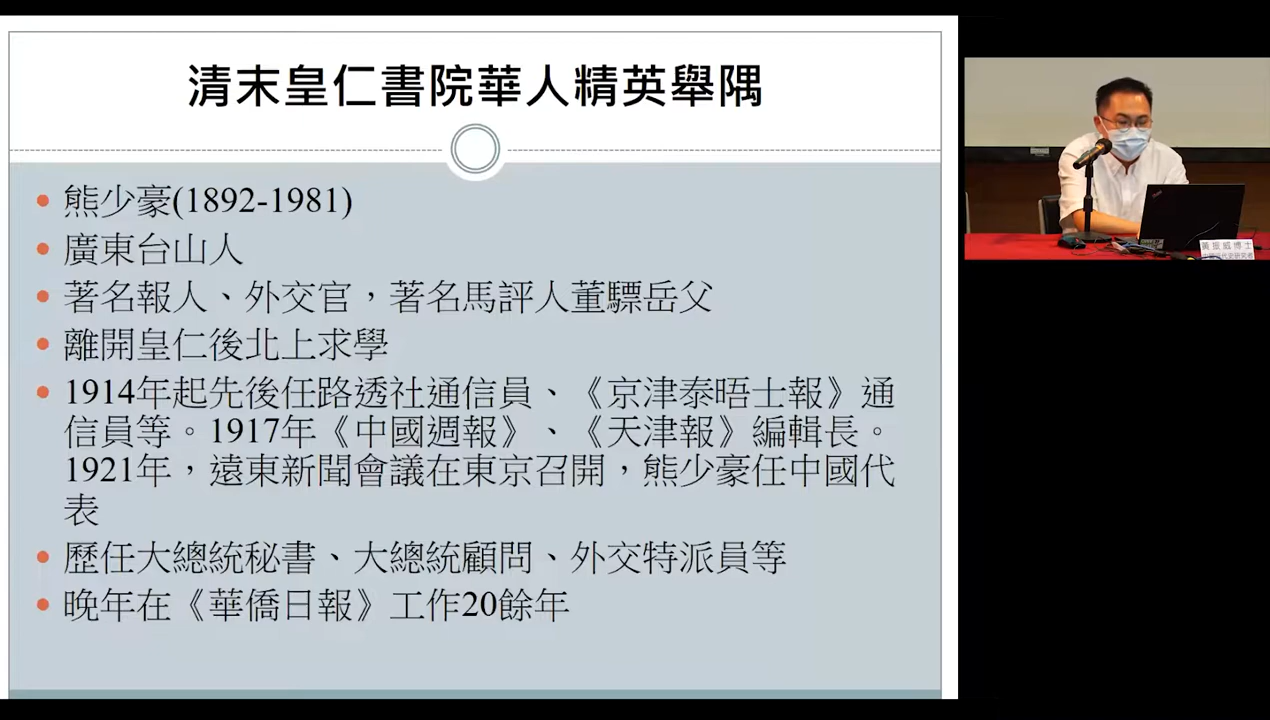 清末皇仁書院華人精英舉隅
熊少豪(1892-1981)
廣東台山人
著名報人、外交官，著名馬評人董驃岳父
離開皇仁後北上求學
1914年起先後任路透社通信員、《京津泰晤士報》通
信員等。1917年《中國週報》、《天津報》編輯長。
1921年，遠東新聞會議在東京召開，熊少豪任中國代
表
歷任大總統秘書、大總統顧問、外交特派員等
晚年在《華僑日報》工作20餘年
黃振威博士